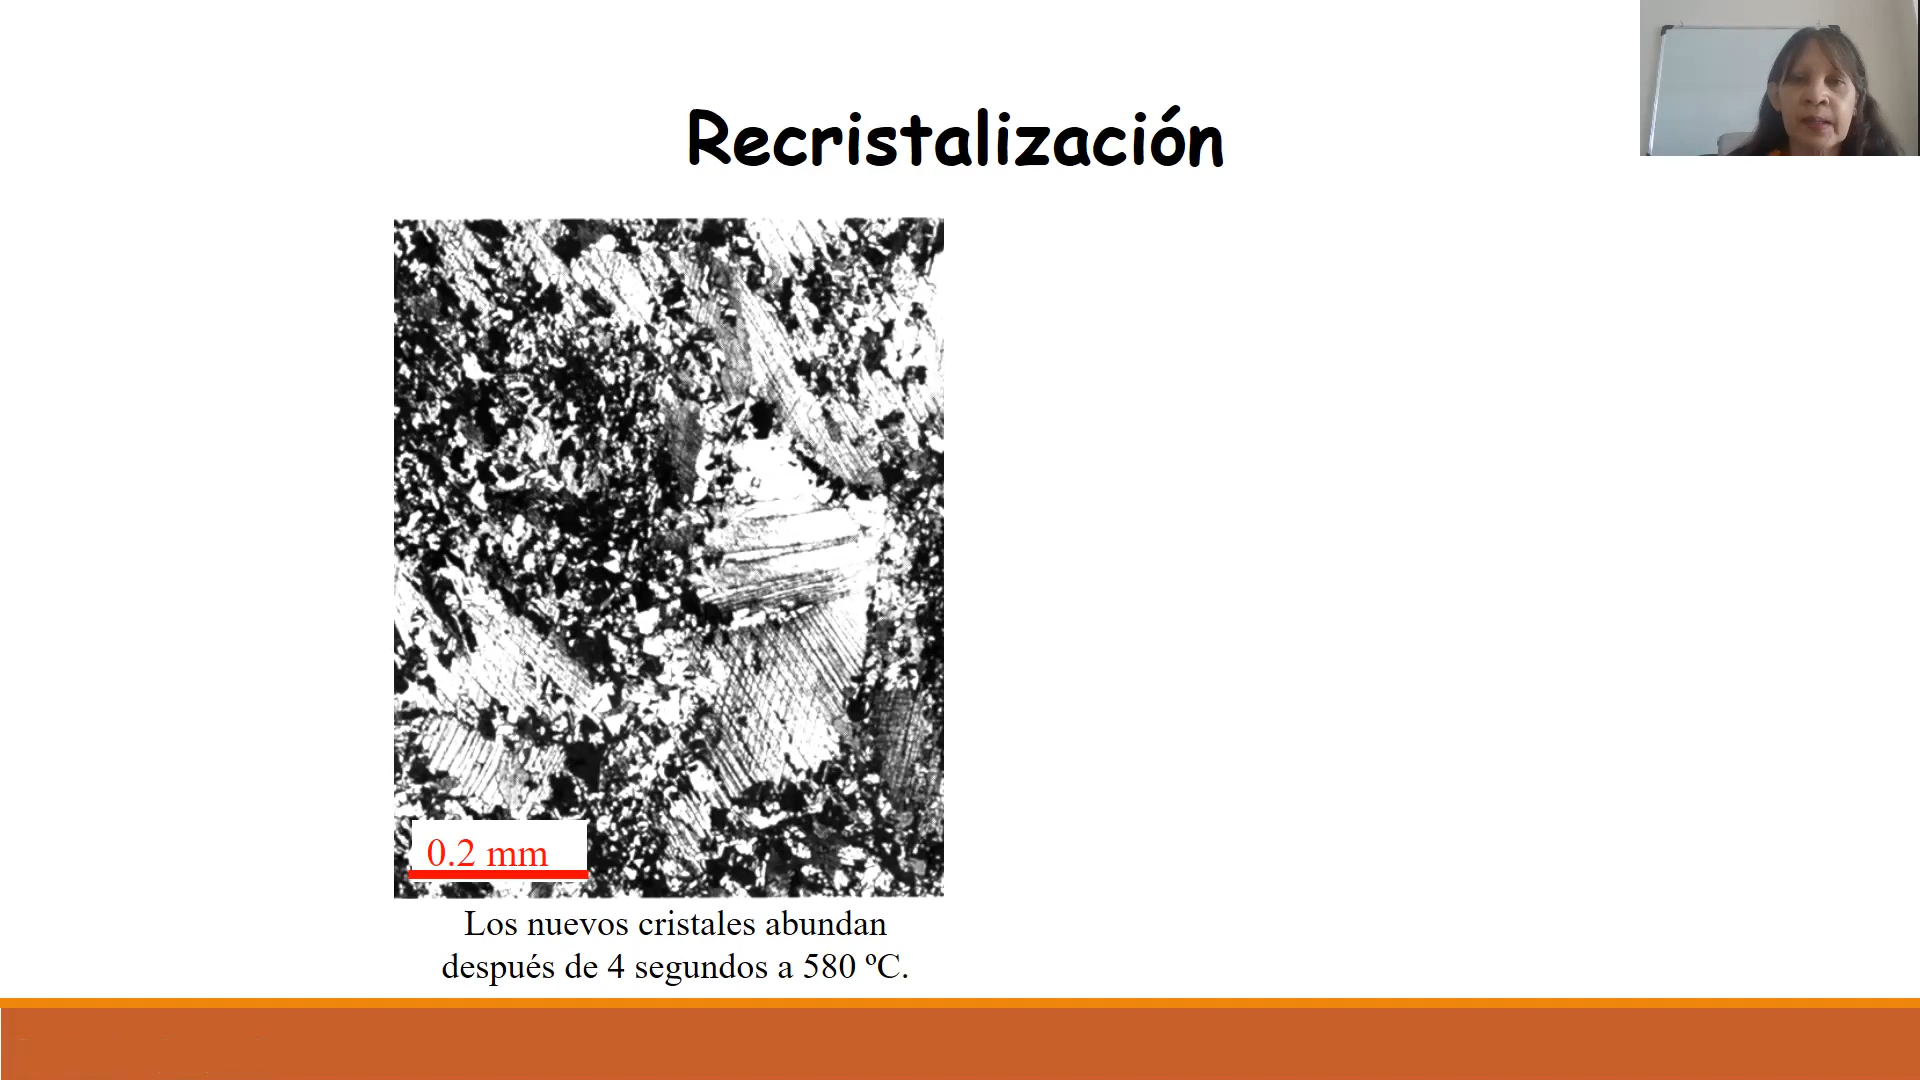 Recristalización
0.2 mm
Los nuevos cristales abundan
después de 4 segundos a 580 ºC.